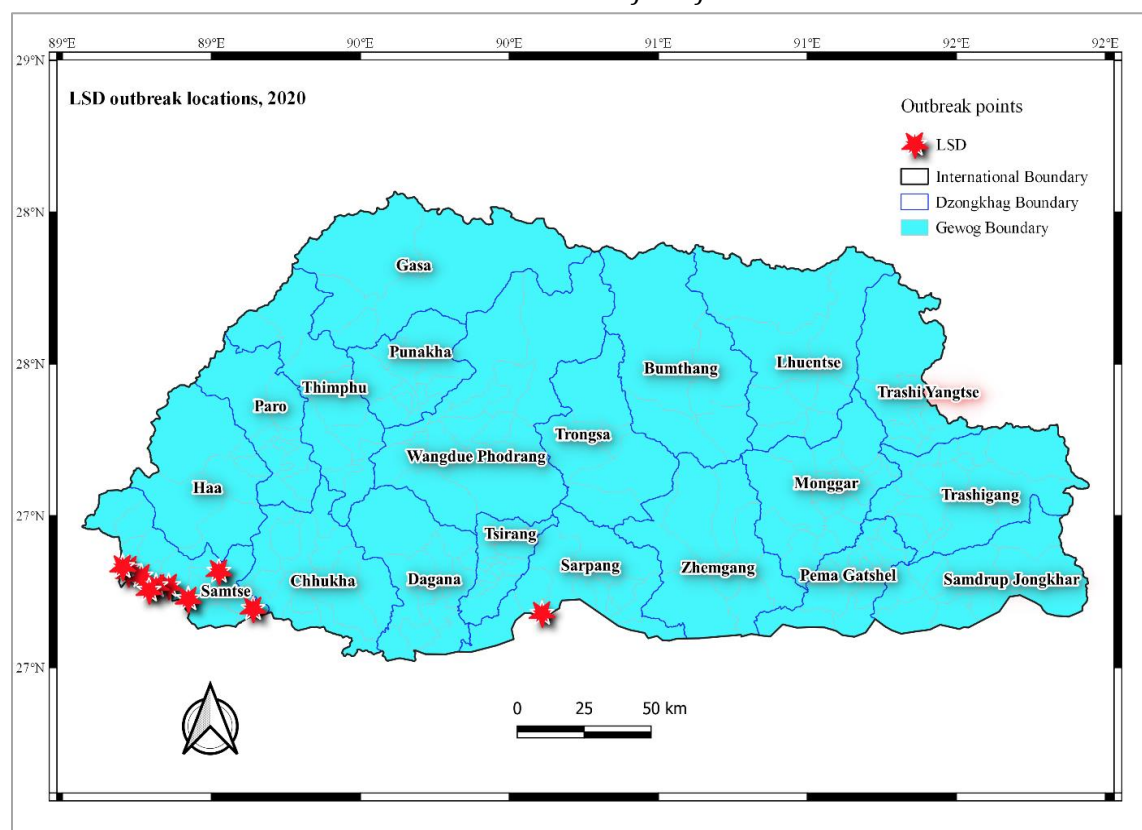 89°E 89°E 90°E 90°E 91°E 91°E 92°E 92°E
29°N
LSD outbreak locations, 2020
Outbreak points
LSD
International Boundary
Dzongkhag Boundary
Gewog Boundary
28°N
Gasa
28°N
Punakha
Bumthang
Lhuentse
Thimphu
Paro
Trashi Yangtse
Trongsa
Wangdue Phodrang
Haa
Monggar
Trashigang
27°N
Tsirang
Sarpang
Zhemgang
Pema Gatshel
Samdrup Jongkhar
Chhukha
Dagana
Samtse
27°N
0 25 50 km